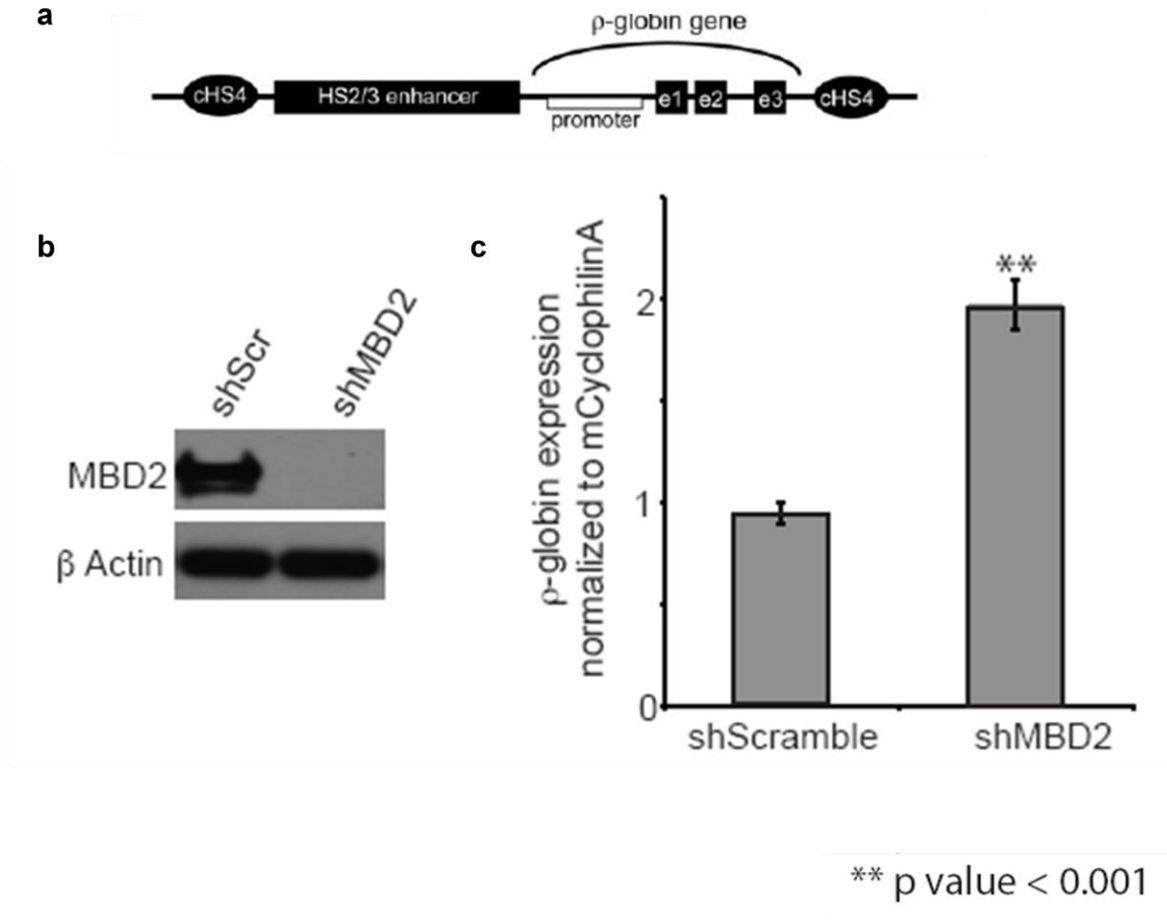 a
ρ-globin gene
cHS4 HS2/3 enhancer e1 e2 e3 cHS4
promoter
b
shScr shMBD2
MBD2
β Actin
c
ρ-globin expression
normalized to mCyclophilinA
2
1
0
**
shScramble shMBD2
** p value < 0.001